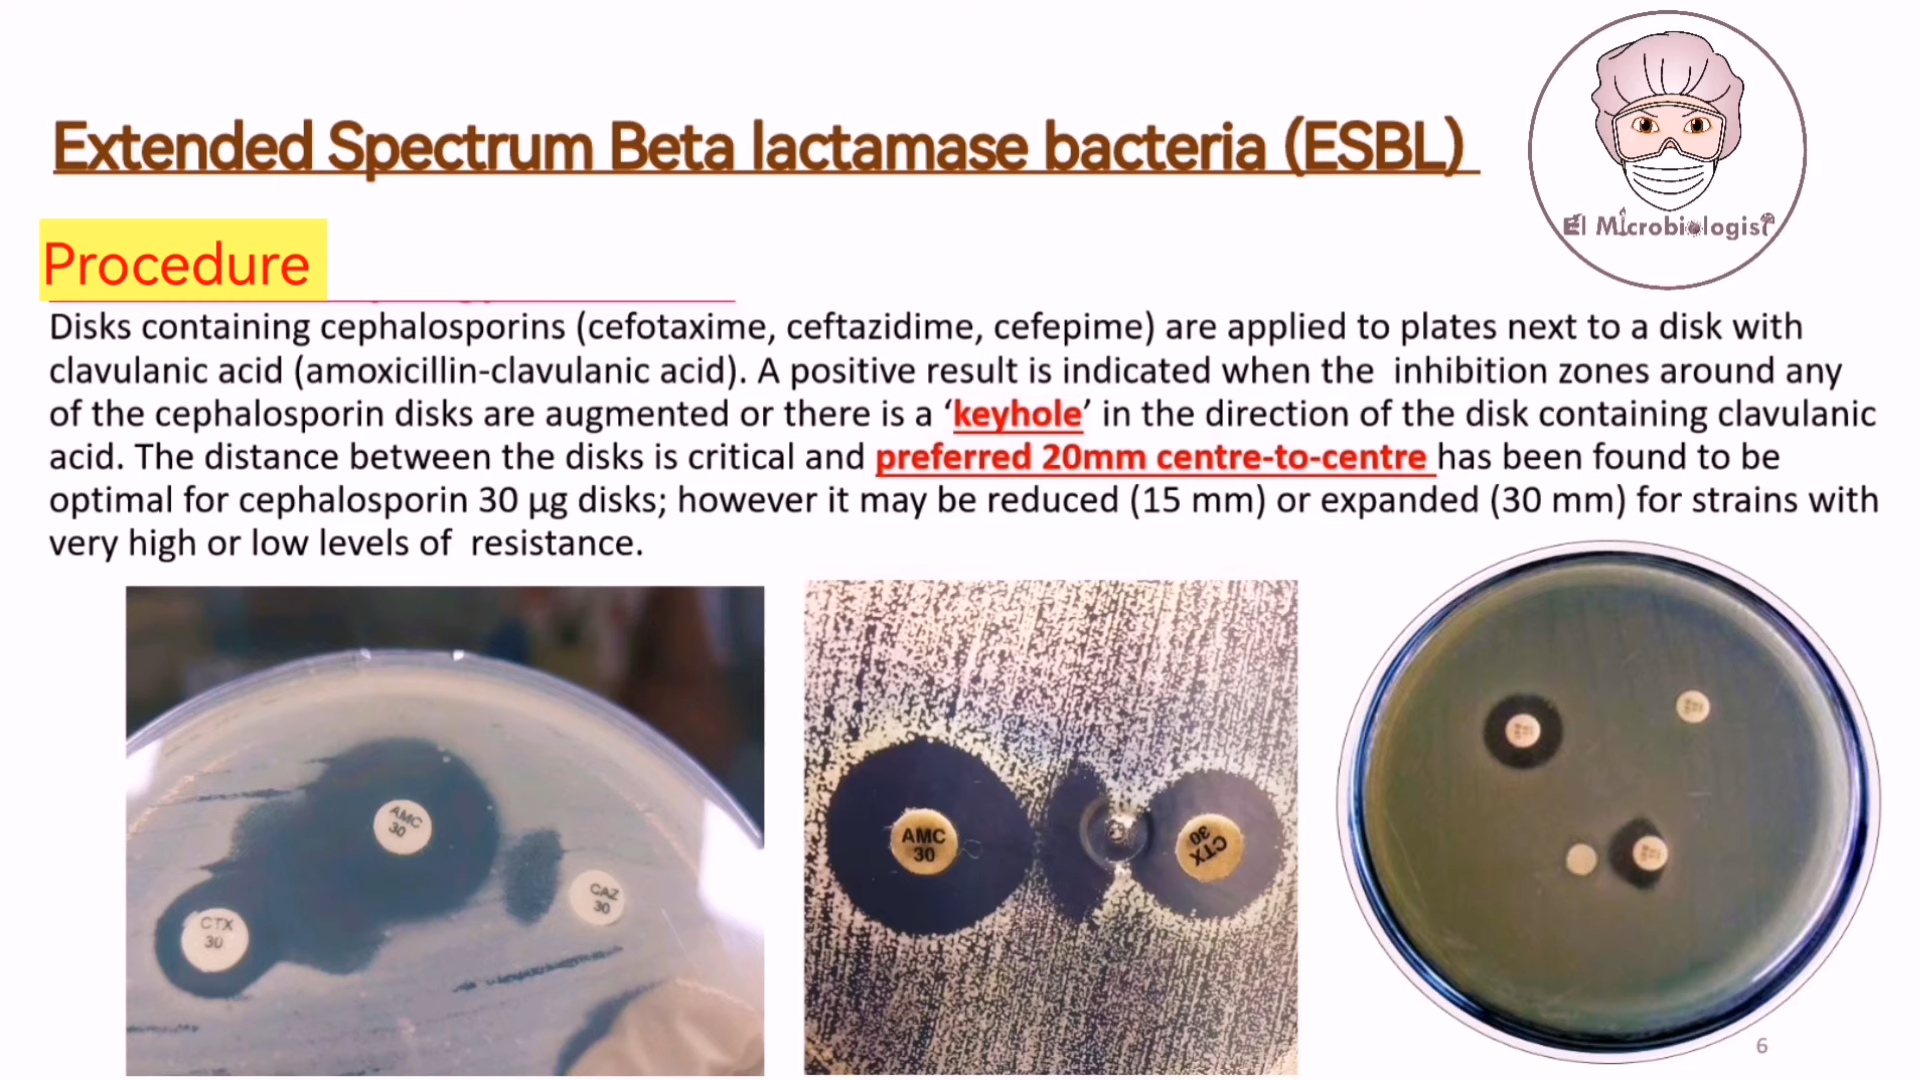 Extended Spectrum Beta lactamase bacteria (ESBL)
El Microbiologist
Procedure
Disks containing cephalosporins (cefotaxime, ceftazidime, cefepime) are applied to plates next to a disk with
clavulanic acid (amoxicillin-clavulanic acid). A positive result is indicated when the inhibition zones around any
of the cephalosporin disks are augmented or there is a ‘keyhole’ in the direction of the disk containing clavulanic
acid. The distance between the disks is critical and preferred 20mm centre-to-centre has been found to be
optimal for cephalosporin 30 µg disks; however it may be reduced (15 mm) or expanded (30 mm) for strains with
very high or low levels of resistance.
AMC
30
CAZ
30
CTX
30
AMC
30
CTX
30
6